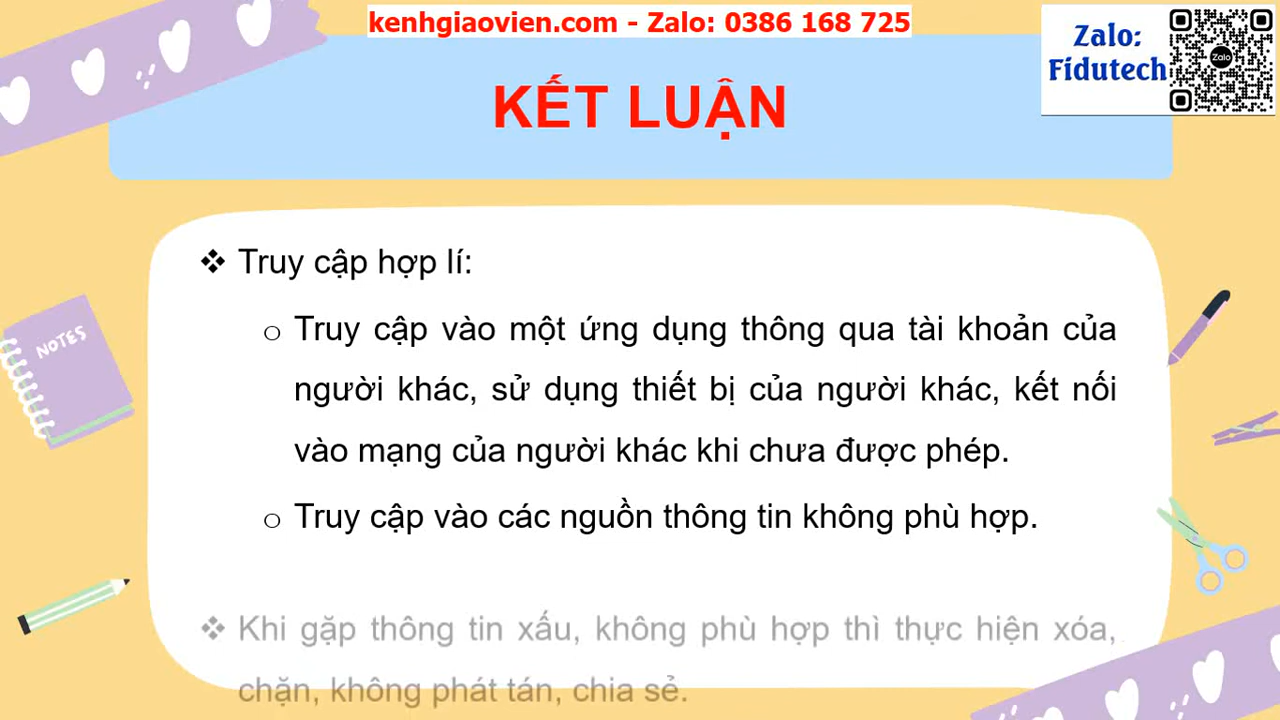 kenhgiaovien.com - Zalo: 0386 168 725
Zalo:
Fidutech
Zalo
KẾT LUẬN
❖ Truy cập hợp lí:
o Truy cập vào một ứng dụng thông qua tài khoản của
người khác, sử dụng thiết bị của người khác, kết nối
vào mạng của người khác khi chưa được phép.
o Truy cập vào các nguồn thông tin không phù hợp.
❖ Khi gặp thông tin xấu, không phù hợp thì thực hiện xóa,
chặn, không phát tán, chia sẻ.
NOTES